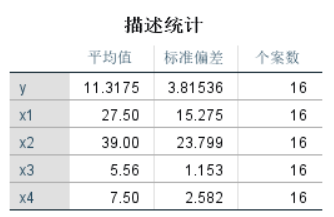 描述统计
平均值 标准偏差 个案数
y 11.3175 3.81536 16
x1 27.50 15.275 16
x2 39.00 23.799 16
x3 5.56 1.153 16
x4 7.50 2.582 16